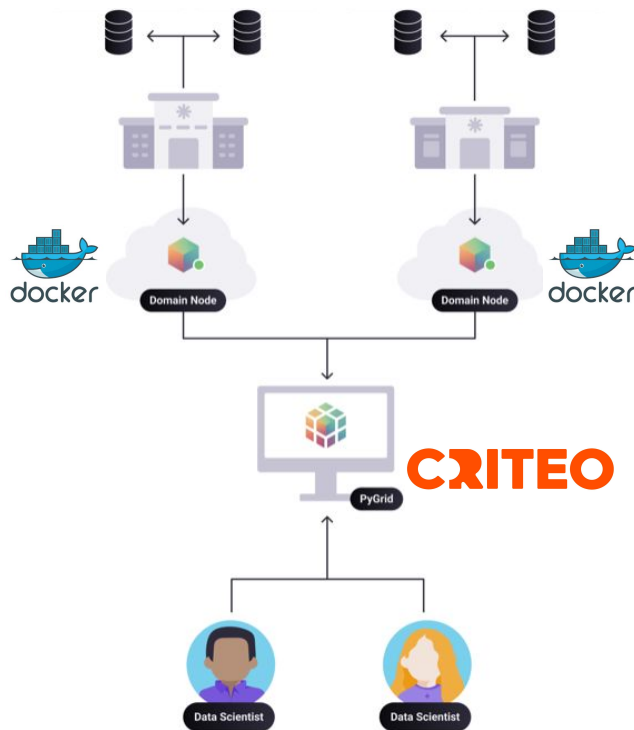 docker
Domain Node
Domain Node
docker
CRITEO
PyGrid
Data Scientist
Data Scientist